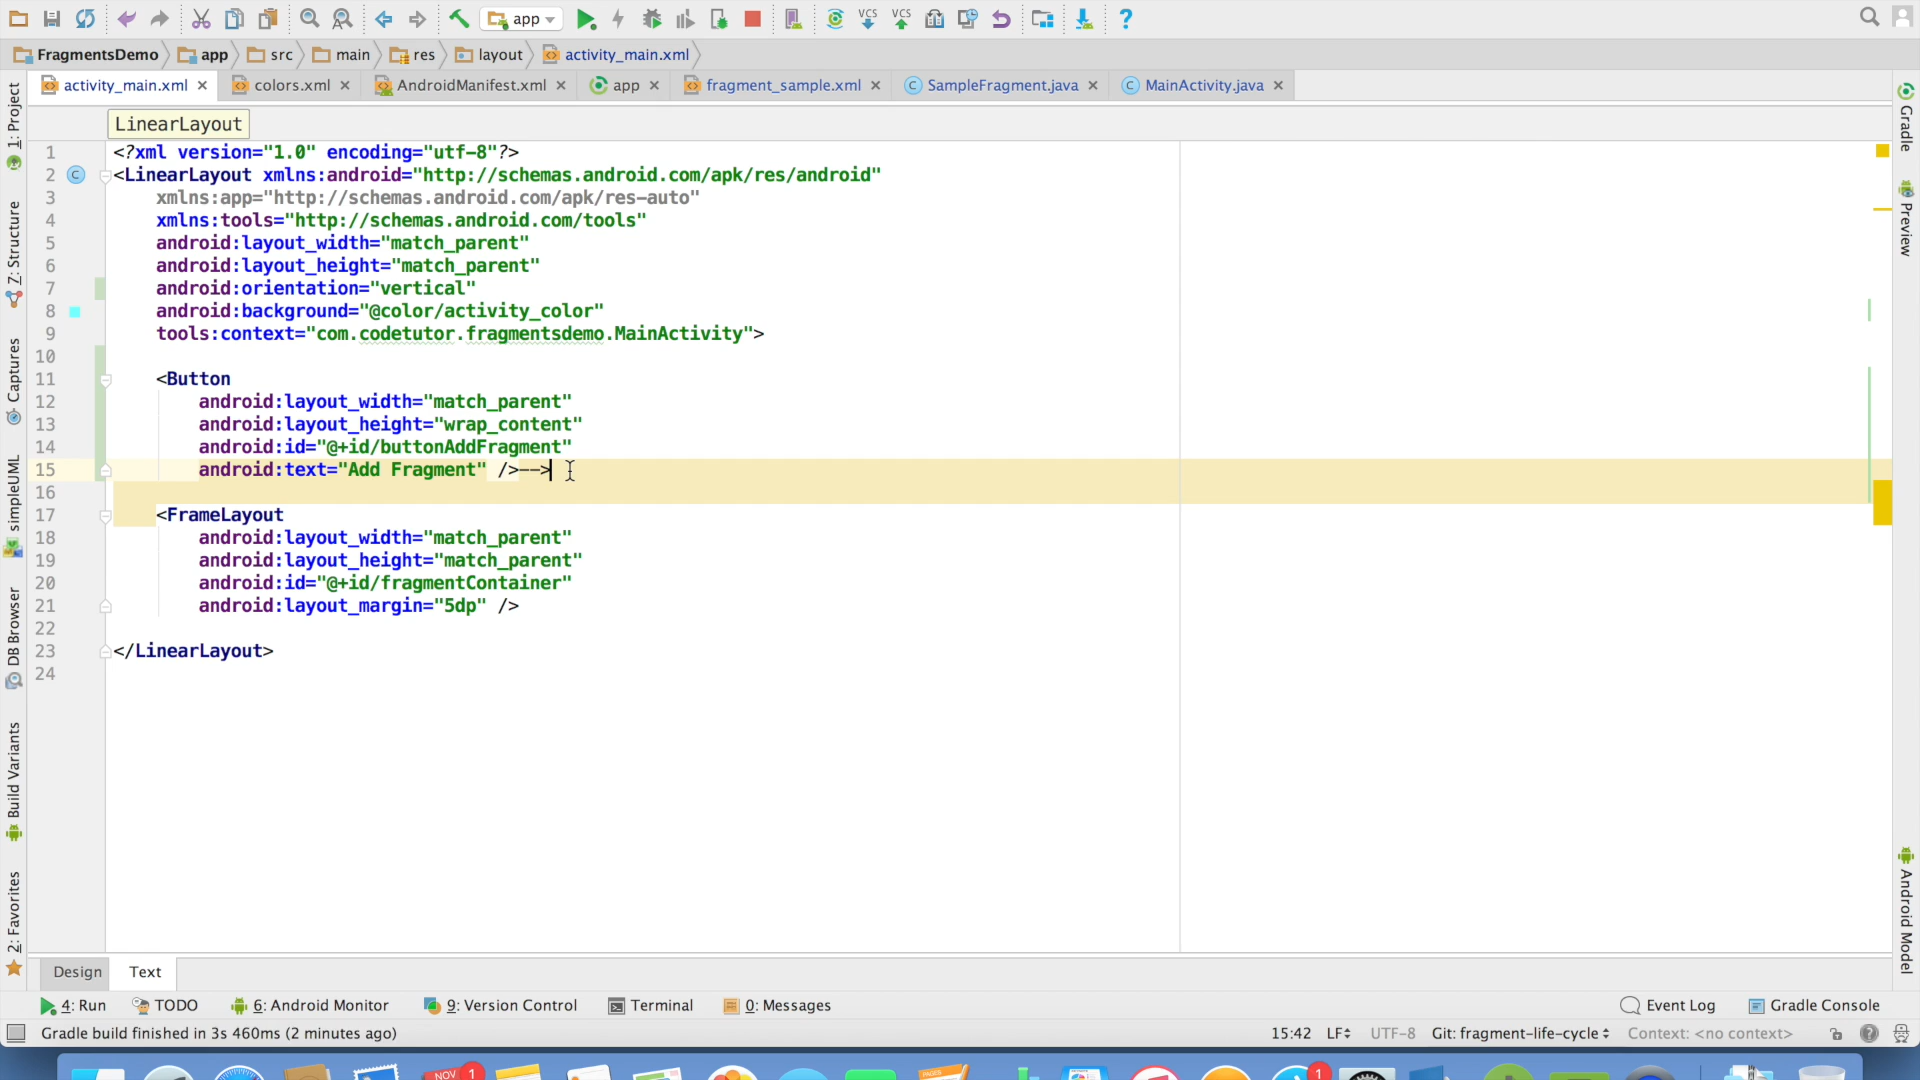 app
FragmentsDemo app src main res layout activity_main.xml
activity_main.xml colors.xml AndroidManifest.xml app fragment_sample.xml SampleFragment.java MainActivity.java
LinearLayout
1 <?xml version="1.0" encoding="utf-8"?>
2 <LinearLayout xmlns:android="http://schemas.android.com/apk/res/android"
3 xmlns:app="http://schemas.android.com/apk/res-auto"
4 xmlns:tools="http://schemas.android.com/tools"
5 android:layout_width="match_parent"
6 android:layout_height="match_parent"
7 android:orientation="vertical"
8 android:background="@color/activity_color"
9 tools:context="com.codetutor.fragmentsdemo.MainActivity">
10
11 <Button
12 android:layout_width="match_parent"
13 android:layout_height="wrap_content"
14 android:id="@+id/buttonAddFragment"
15 android:text="Add Fragment" />-->
16
17 <FrameLayout
18 android:layout_width="match_parent"
19 android:layout_height="match_parent"
20 android:id="@+id/fragmentContainer"
21 android:layout_margin="5dp" />
22
23 </LinearLayout>
24
1: Project
Z: Structure
Captures
simpleUML
DB Browser
Build Variants
2: Favorites
Gradle
Preview
Android Model
Design Text
4: Run TODO 6: Android Monitor 9: Version Control Terminal 0: Messages Event Log Gradle Console
Gradle build finished in 3s 460ms (2 minutes ago) 15:42 LF UTF-8 Git: fragment-life-cycle Context: <no context>
NOV 1 PAGES 1